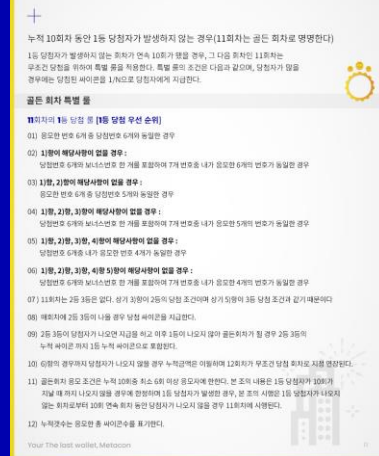 누적 10회차 동안 1등 당첨자가 발생하지 않는 경우(11회차는 골든 회차로 명명한다)
1등 당첨자가 발생하지 않는 회차가 연속 10회가 됐을 경우, 그 다음 회차인 11회차는
무조건 당첨을 위하여 특별 룰을 적용한다. 특별 룰의 조건은 다음과 같으며, 당첨자가 많을
경우에는 당첨된 싸이콘을 1/N으로 당첨자에게 지급한다.
골든 회차 특별 룰
11회차의 1등 당첨 룰 [1등 당첨 우선 순위]
01) 응모한 번호 6개 중 당첨번호 6개와 동일한 경우
02) 1)항이 해당사항이 없을 경우 :
당첨번호 6개와 보너스번호 한 개를 포함하여 7개 번호중 내가 응모한 6개의 번호가 동일한 경우
03) 1)항, 2)항이 해당사항이 없을 경우 :
응모한 번호 6개 중 당첨번호 5개와 동일한 경우
04) 1)항, 2)항, 3)항이 해당사항이 없을 경우 :
당첨번호 6개와 보너스번호 한 개를 포함하여 7개 번호중 내가 응모한 5개의 번호가 동일한 경우
05) 1)항, 2)항, 3)항, 4)항이 해당사항이 없을 경우 :
당첨번호 6개중 내가 응모한 번호 4개가 동일한 경우
06) 1)항, 2)항, 3)항, 4)항 5)항이 해당사항이 없을 경우 :
당첨번호 6개와 보너스번호 한 개를 포함하여 7개 번호중 내가 응모한 4개의 번호가 동일한 경우
07) 11회차는 2등 3등은 없다. 상기 3)항이 2등의 당첨 조건이며 상기 5)항이 3등 당첨 조건과 같기 때문이다
08) 매회차에 2등 3등이 나올 경우 당첨 싸이콘을 지급한다.
09) 2등 3등이 당첨자가 나오면 지급을 하고 이후 1등이 나오지 않아 골든회차가 될 경우 2등 3등의
누적 싸이콘 까지 1등 누적 싸이콘으로 포함된다.
10) 6)항의 경우까지 당첨자가 나오지 않을 경우 누적금액은 이월하며 12회차가 무조건 당첨 회차로 자동 연장된다.
11) 골든회차 응모 조건은 누적 10회중 최소 6회 이상 응모자에 한한다. 본 조의 내용은 1등 당첨자가 10회가
지날 때 까지 나오지 않을 경우에 한정하며 1등 당첨자가 발생한 경우, 본 조의 시행은 1등 당첨자가 나오지
않는 회차로부터 10회 연속 회차 동안 당첨자가 나오지 않을 경우 11회차에 시행된다.
12) 누적갯수는 응모한 총 싸이콘수를 표기한다.
Your The last wallet, Metacon